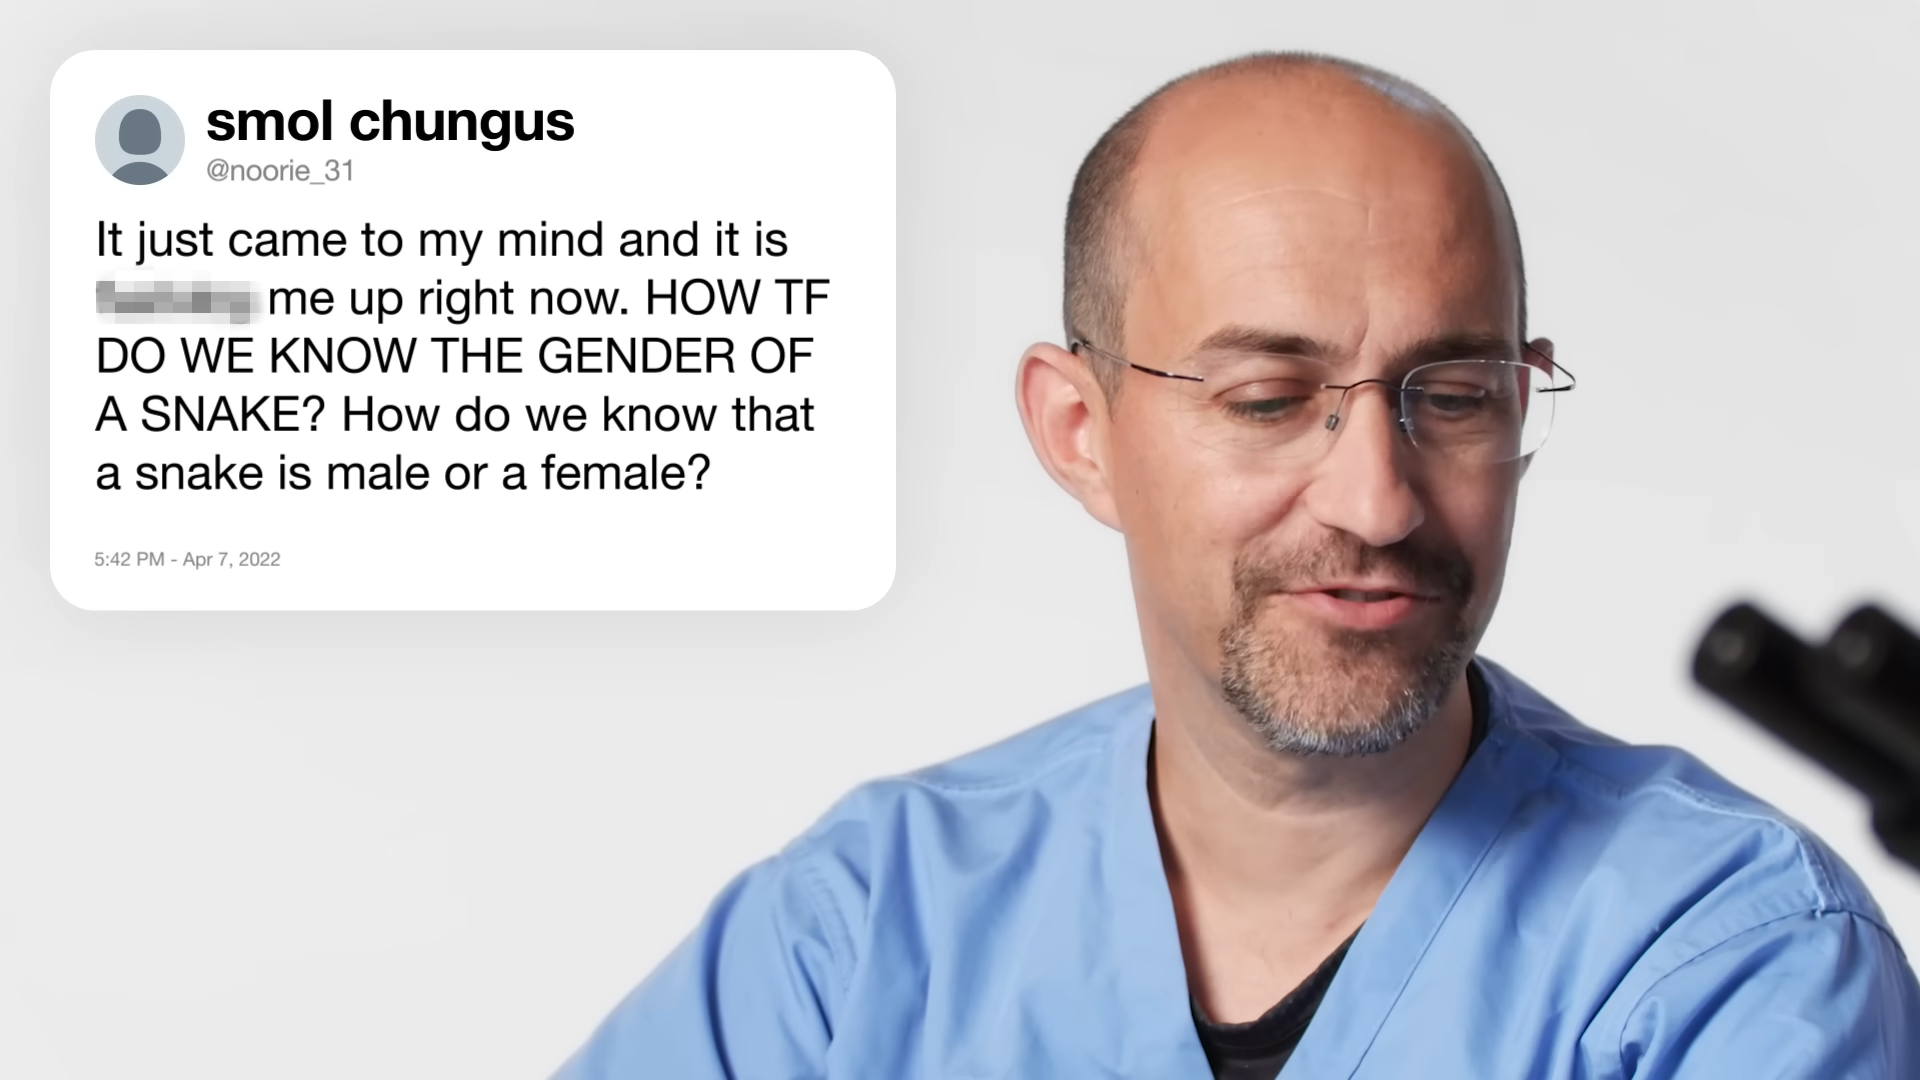 smol chungus
@noorie_31
It just came to my mind and it is
me up right now. HOW TF
DO WE KNOW THE GENDER OF
A SNAKE? How do we know that
a snake is male or a female?
5:42 PM - Apr 7, 2022